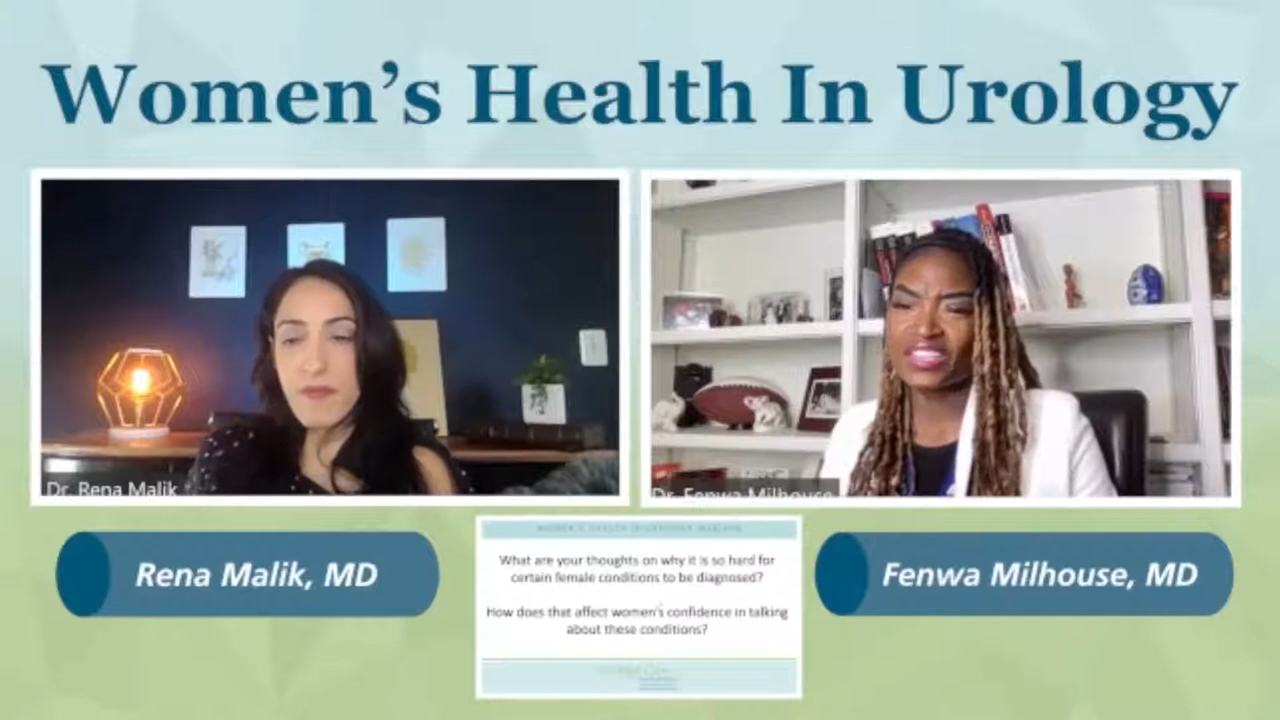 Women's Health In Urology
Dr. Rena Malik
Dr. Fenwa Milhouse
Rena Malik, MD
What are your thoughts on why it is so hard for
certain female conditions to be diagnosed?
How does that affect women's confidence in talking
about these conditions?
Fenwa Milhouse, MD